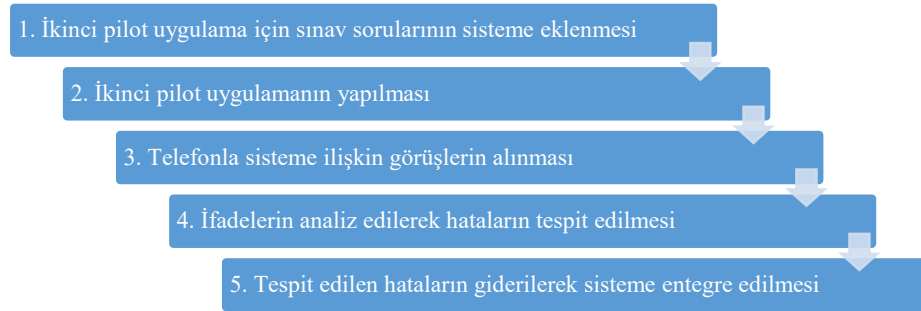 1. İkinci pilot uygulama için sınav sorularının sisteme eklenmesi
2. İkinci pilot uygulamanın yapılması
3. Telefonla sisteme ilişkin görüşlerin alınması
4. İfadelerin analiz edilerek hataların tespit edilmesi
5. Tespit edilen hataların giderilerek sisteme entegre edilmesi